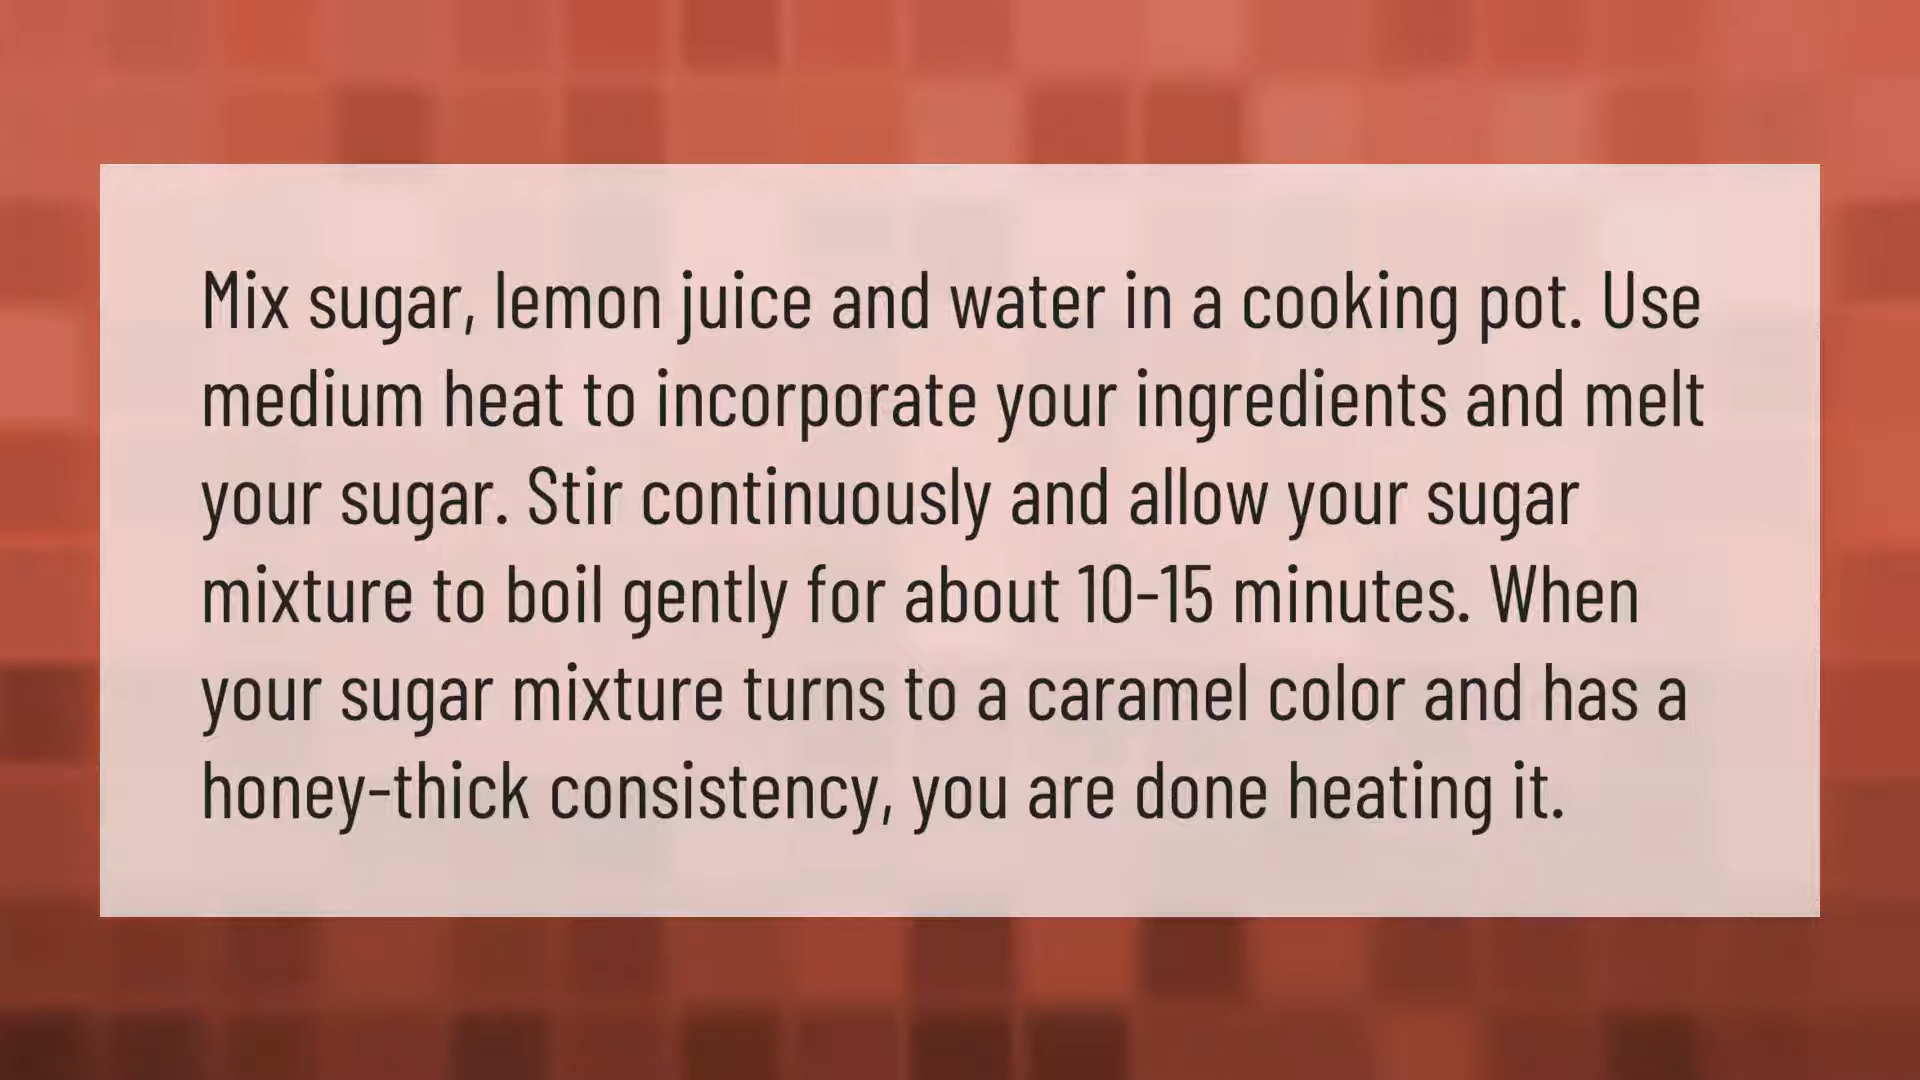 Mix sugar, lemon juice and water in a cooking pot. Use
medium heat to incorporate your ingredients and melt
your sugar. Stir continuously and allow your sugar
mixture to boil gently for about 10-15 minutes. When
your sugar mixture turns to a caramel color and has a
honey-thick consistency, you are done heating it.